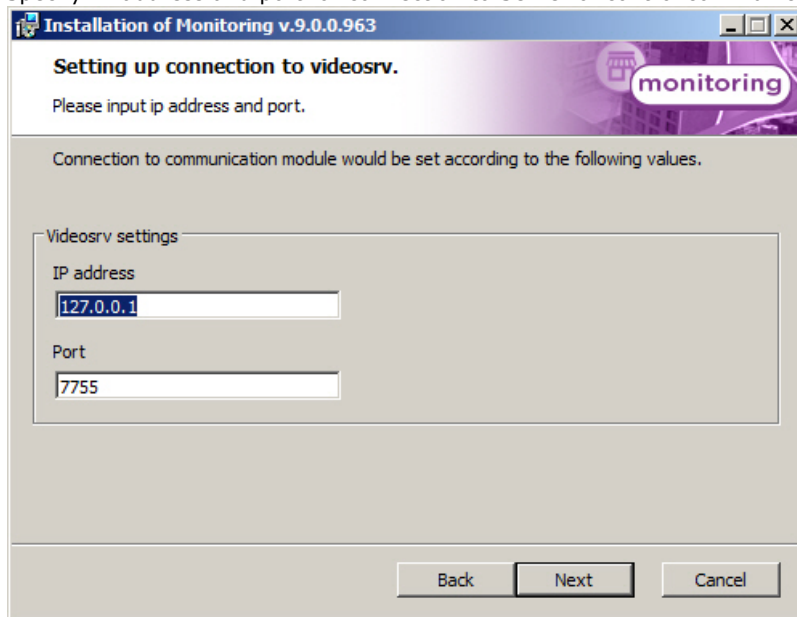 Installation of Monitoring v.9.0.0.963
Setting up connection to videosrv.
Please input ip address and port.
monitoring
Connection to communication module would be set according to the following values.
Videosrv settings
IP address
127.0.0.1
Port
7755
Back Next Cancel